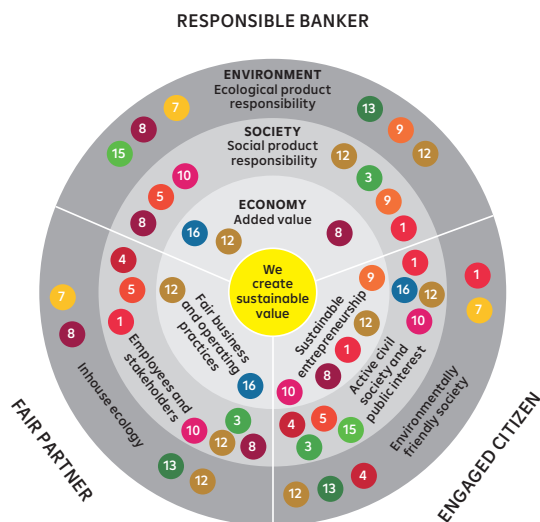 RESPONSIBLE BANKER
ENVIRONMENT
Ecological product
responsibility
7
8
15
13
9
12
SOCIETY
Social product
responsibility
10
5
8
12
3
9
1
ECONOMY
Added value
16
12
8
We
create
sustainable
value
FAIR PARTNER
Inhouse ecology
7
8
13
12
Employees and
stakeholders
4
5
1
10
12
3
8
Fair business
and operating
practices
12
16
ENGAGED CITIZEN
Sustainable
entrepreneurship
9
12
1
8
10
Active civil
society and
public interest
1
16
12
10
4
5
3
15
Environmentally
friendly society
1
7
12
13
4